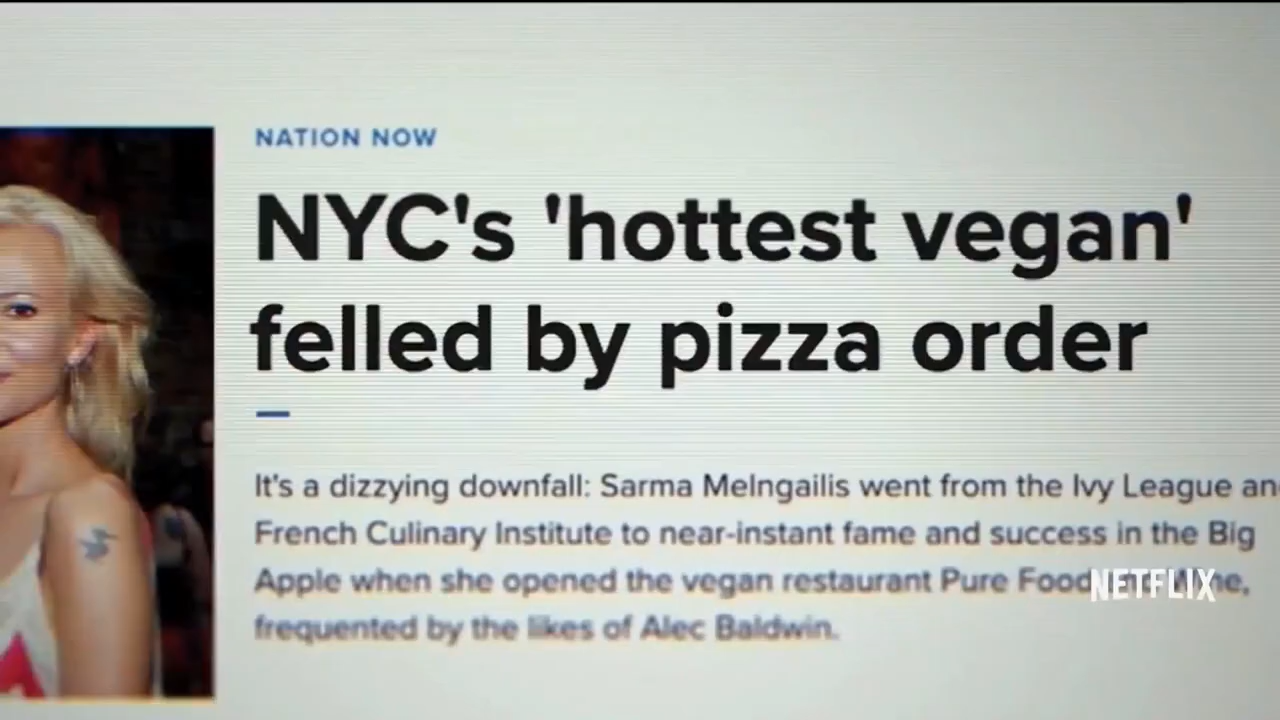 NATION NOW
NYC's 'hottest vegan'
felled by pizza order
It's a dizzying downfall: Sarma Melngailis went from the Ivy League
French Culinary Institute to near-instant fame and success in the Big
Apple when she opened the vegan restaurant Pure Food
NETFLIX
frequented by the likes of Alec Baldwin.